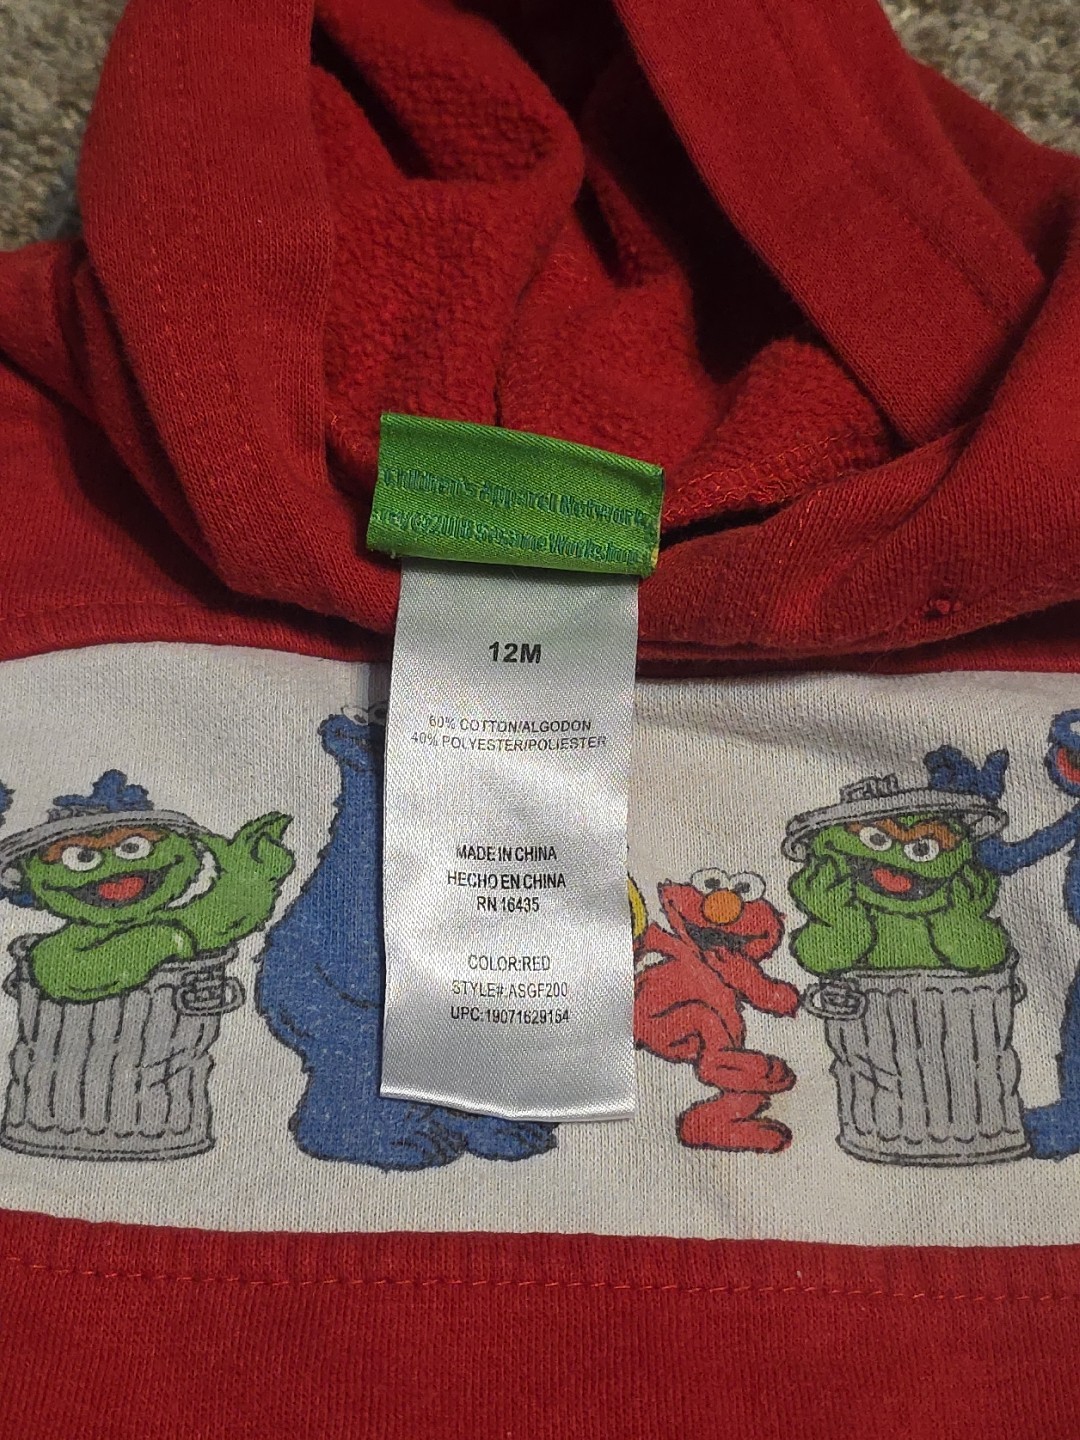 Children's Apparel Network
©2018 Sesame Workshop
12M
60% COTTON/ALGODON
40% POLYESTER/POLIESTER
MADE IN CHINA
HECHO EN CHINA
RN 16435
COLOR:RED
STYLE#:ASGF200
UPC:19071629154